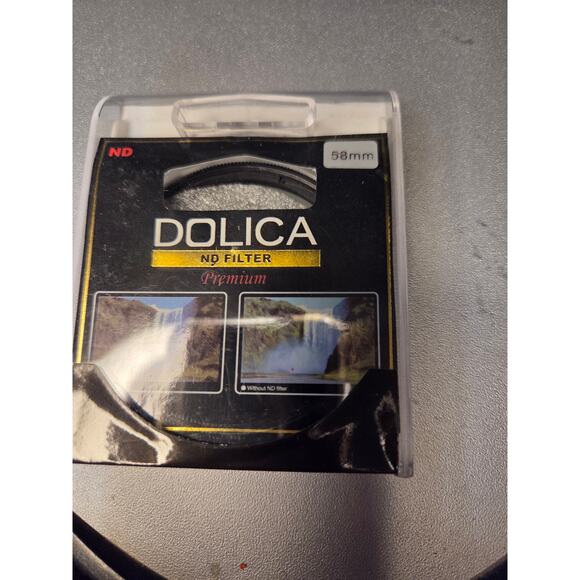 ND
58mm
DOLICA
ND FILTER
Premium
Without ND filter